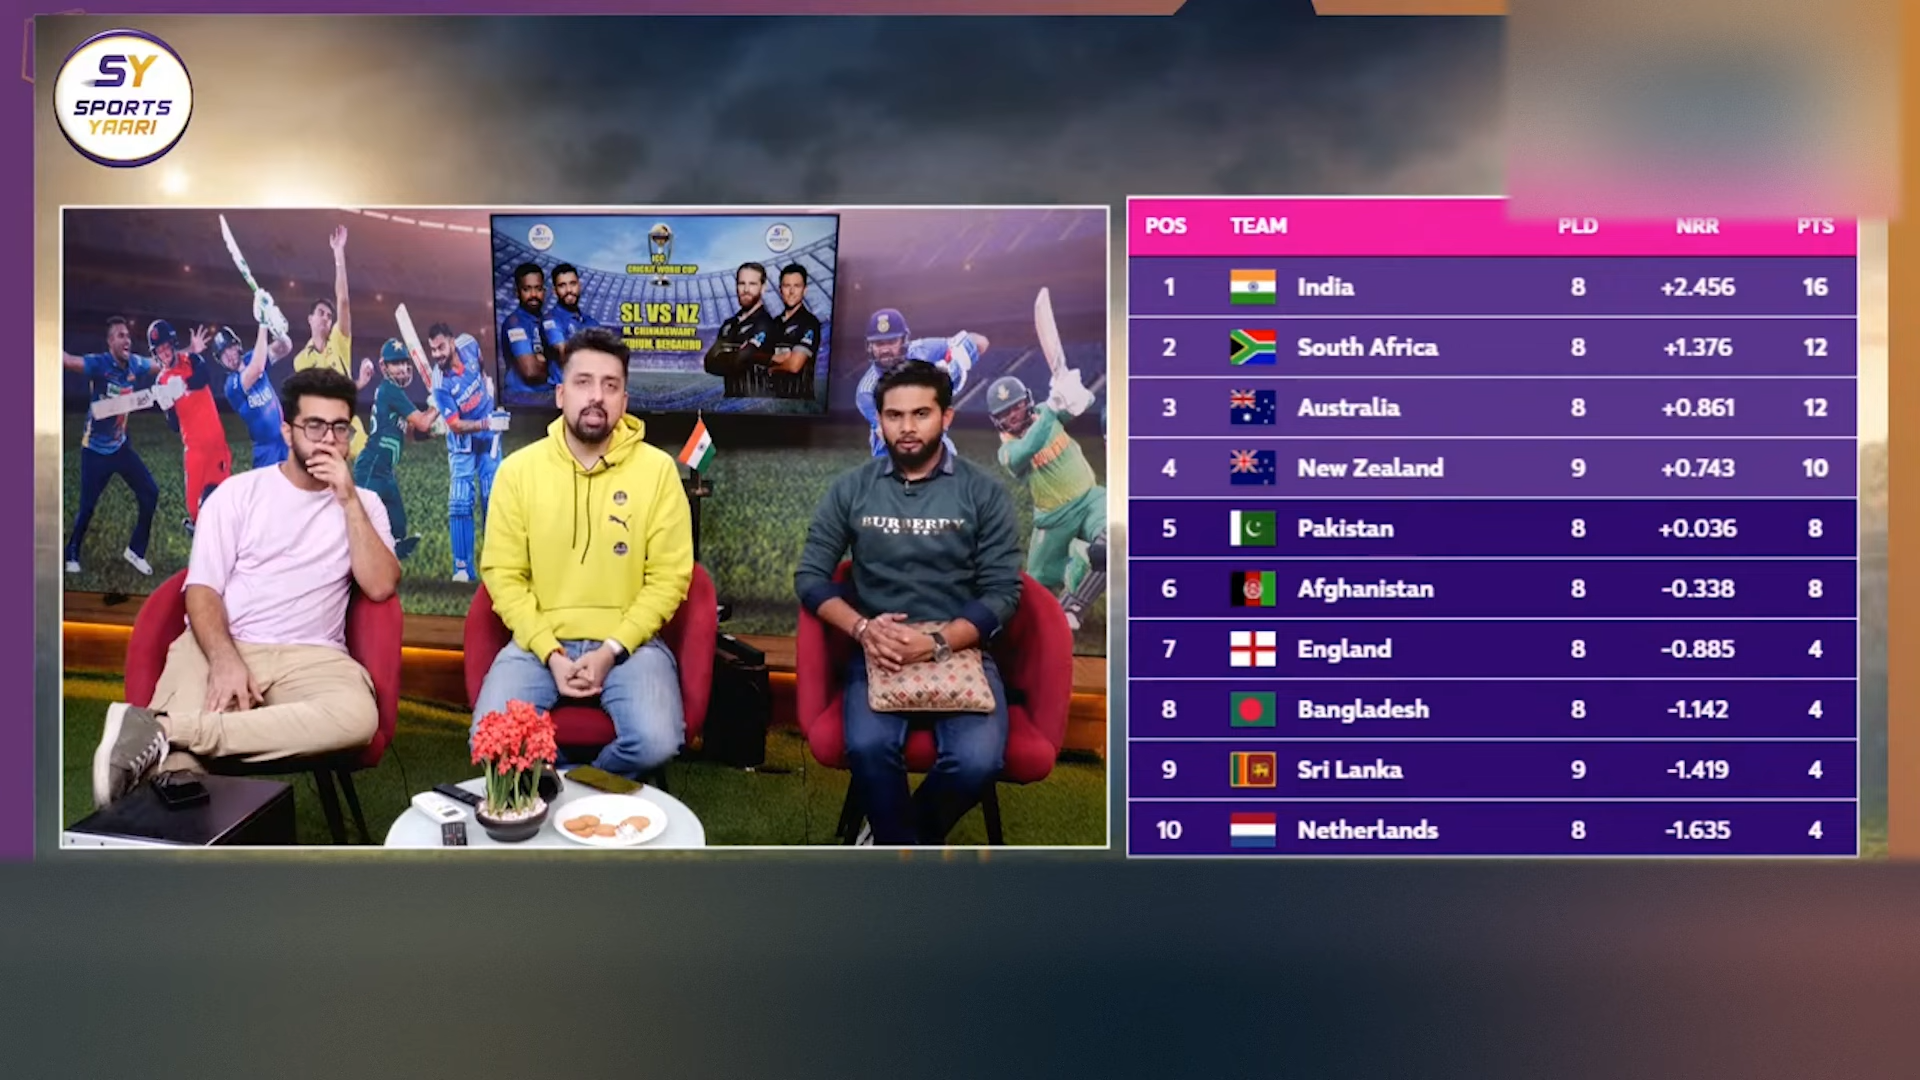 SY
SPORTS
YAARI
ICC
CRICKET WORLD CUP
SL VS NZ
M. CHINNASWAMY
BENGALURU
ENGLAND
BURBERRY
POS TEAM PLD NRR PTS
1 India 8 +2.456 16
2 South Africa 8 +1.376 12
3 Australia 8 +0.861 12
4 New Zealand 9 +0.743 10
5 Pakistan 8 +0.036 8
6 Afghanistan 8 -0.338 8
7 England 8 -0.885 4
8 Bangladesh 8 -1.142 4
9 Sri Lanka 9 -1.419 4
10 Netherlands 8 -1.635 4